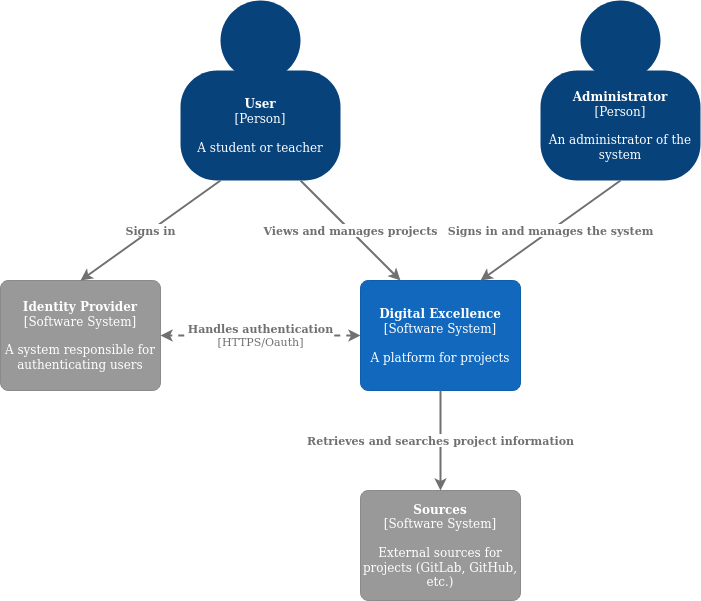 User
[Person]
A student or teacher
Administrator
[Person]
An administrator of the
system
Signs in
Views and manages projects
Signs in and manages the system
Identity Provider
[Software System]
A system responsible for
authenticating users
Handles authentication
[HTTPS/Oauth]
Digital Excellence
[Software System]
A platform for projects
Retrieves and searches project information
Sources
[Software System]
External sources for
projects (GitLab, GitHub,
etc.)